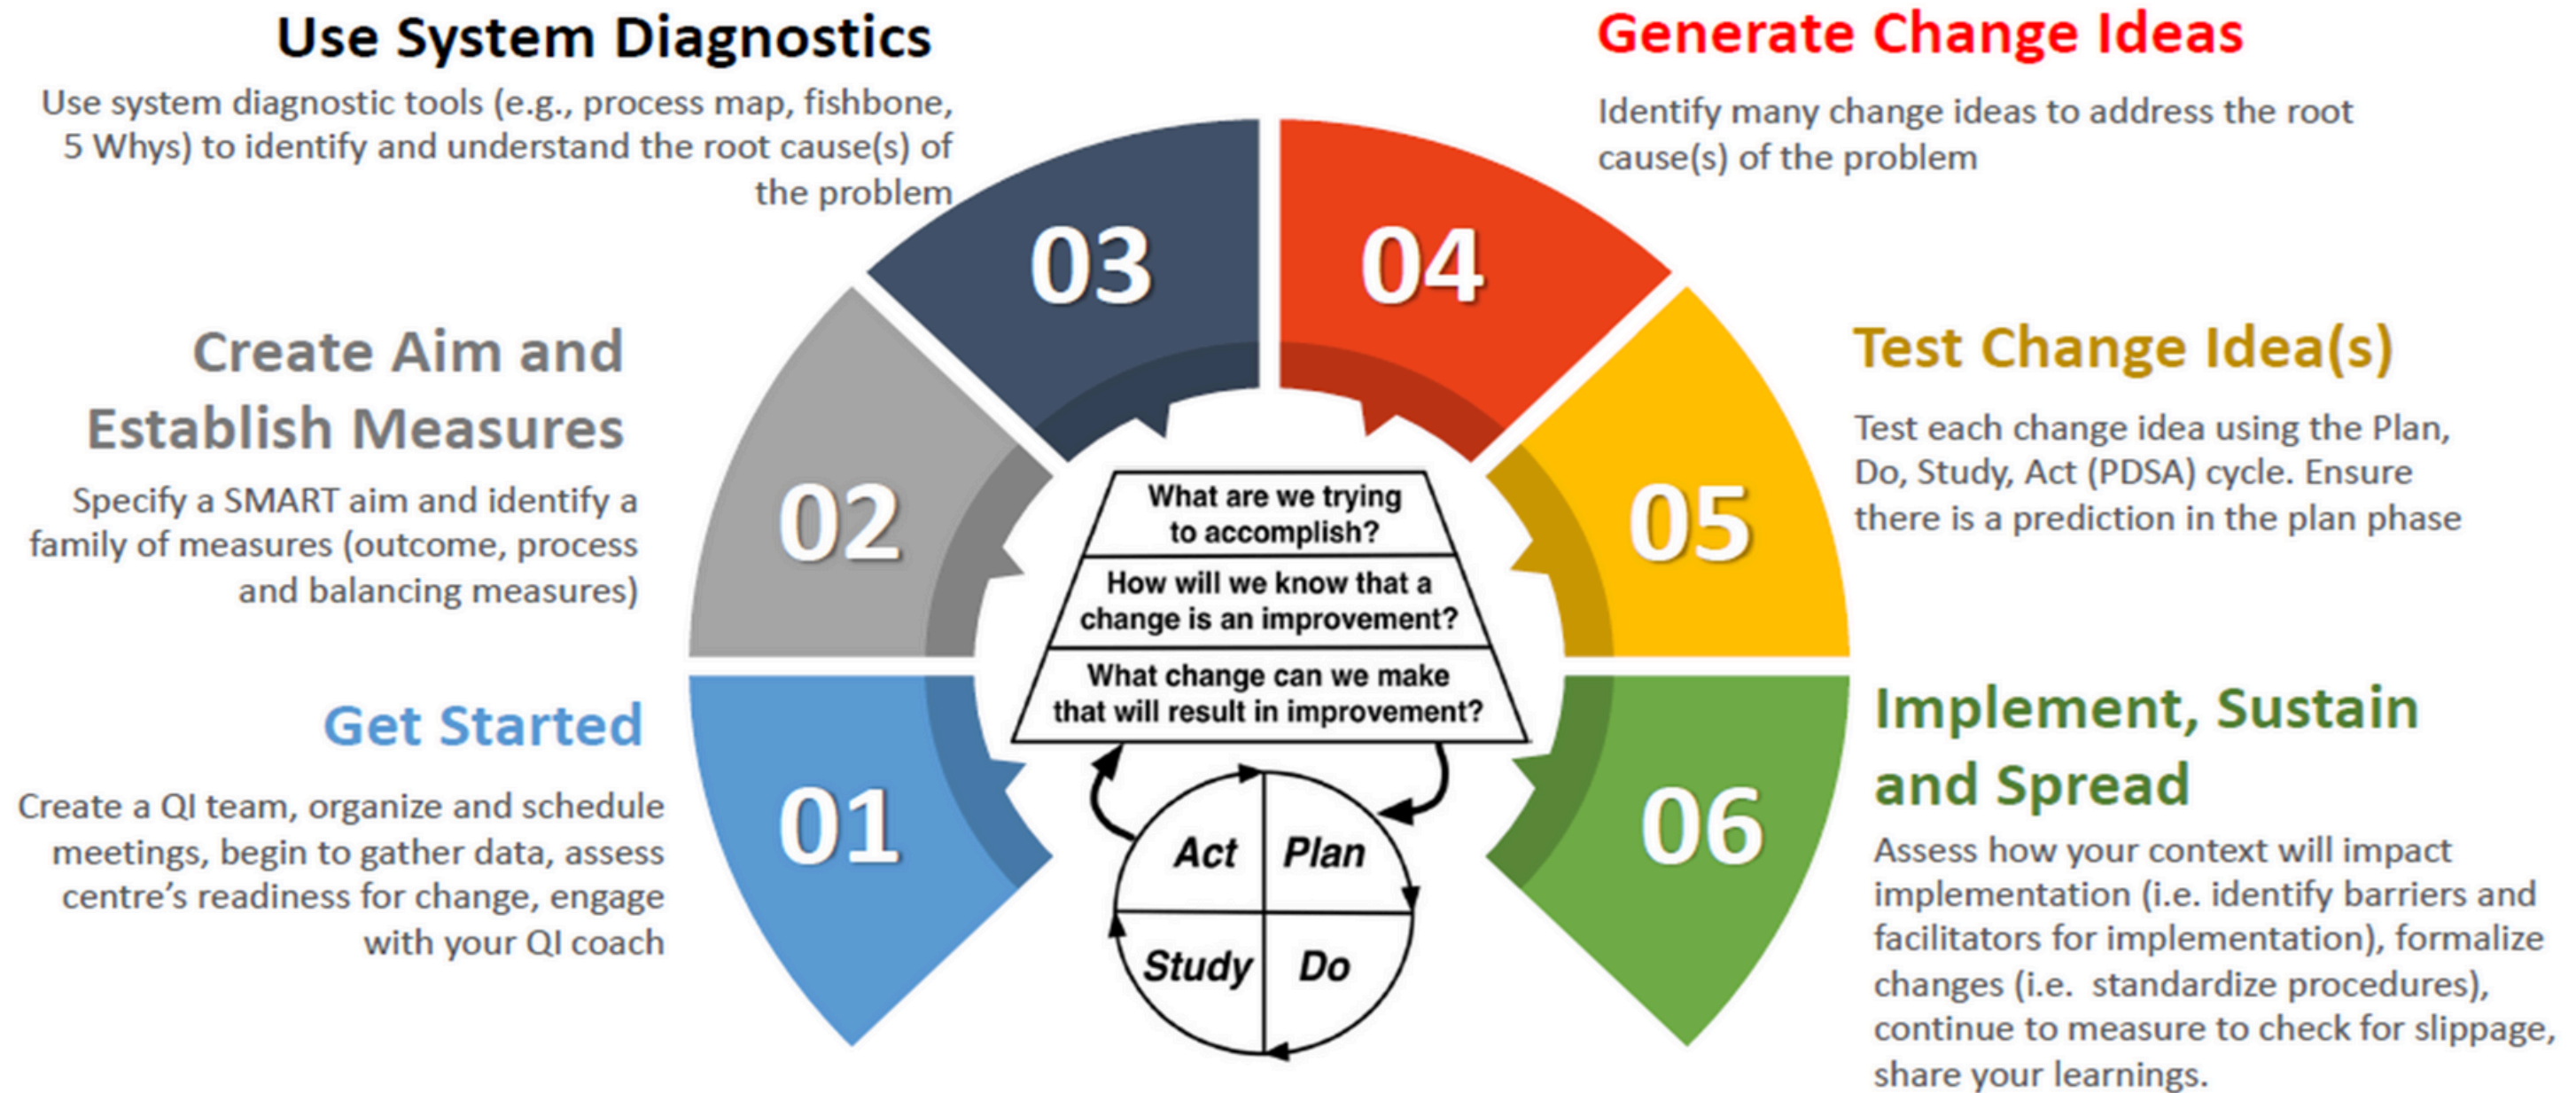 Use System Diagnostics
Use system diagnostic tools (e.g., process map, fishbone,
5 Whys) to identify and understand the root cause(s) of
the problem
Generate Change Ideas
Identify many change ideas to address the root
cause(s) of the problem
03
04
Create Aim and
Establish Measures
Specify a SMART aim and identify a
family of measures (outcome, process
and balancing measures)
02
Test Change Idea(s)
Test each change idea using the Plan,
Do, Study, Act (PDSA) cycle. Ensure
there is a prediction in the plan phase
05
What are we trying
to accomplish?
How will we know that a
change is an improvement?
What change can we make
that will result in improvement?
Get Started
Create a QI team, organize and schedule
meetings, begin to gather data, assess
centre's readiness for change, engage
with your QI coach
01
Act
Plan
Study
Do
06
Implement, Sustain
and Spread
Assess how your context will impact
implementation (i.e. identify barriers and
facilitators for implementation), formalize
changes (i.e.  standardize procedures),
continue to measure to check for slippage,
share your learnings.